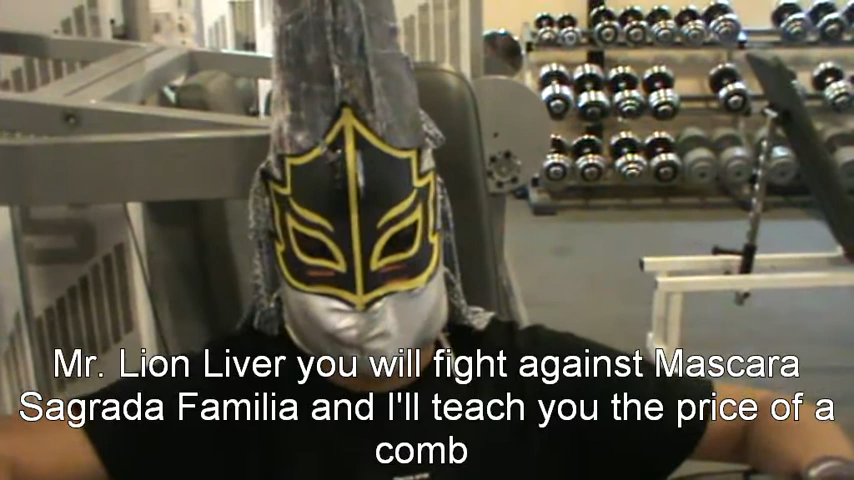 Mr. Lion Liver you will fight against Mascara
Sagrada Familia and I'll teach you the price of a
comb